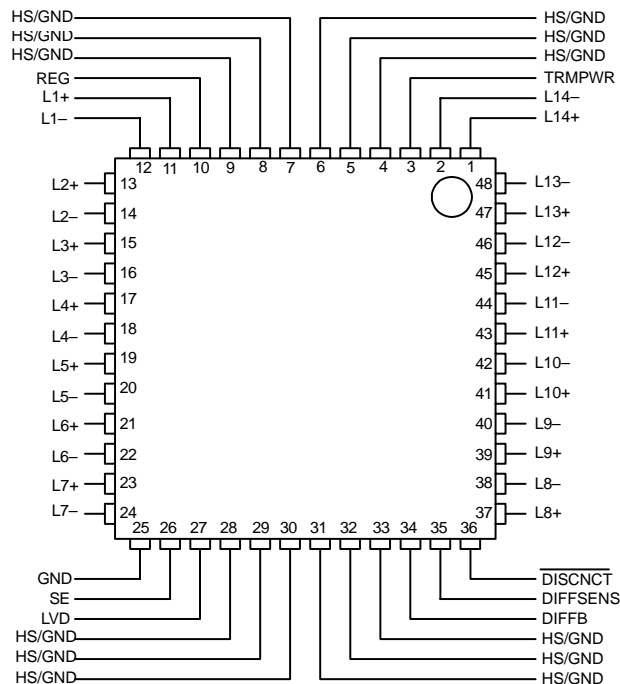 HS/GND HS/GND
HS/GND HS/GND
HS/GND HS/GND
REG TRMPWR
L1+ L14–
L1– L14+
12 11 10 9 8 7 6 5 4 3 2 1
L2+ 13 48 L13–
L2– 14 47 L13+
L3+ 15 46 L12–
L3– 16 45 L12+
L4+ 17 44 L11–
L4– 18 43 L11+
L5+ 19 42 L10–
L5– 20 41 L10+
L6+ 21 40 L9–
L6– 22 39 L9+
L7+ 23 38 L8–
L7– 24 37 L8+
25 26 27 28 29 30 31 32 33 34 35 36
GND DISCNCT
SE DIFFSENS
LVD DIFFB
HS/GND HS/GND
HS/GND HS/GND
HS/GND HS/GND